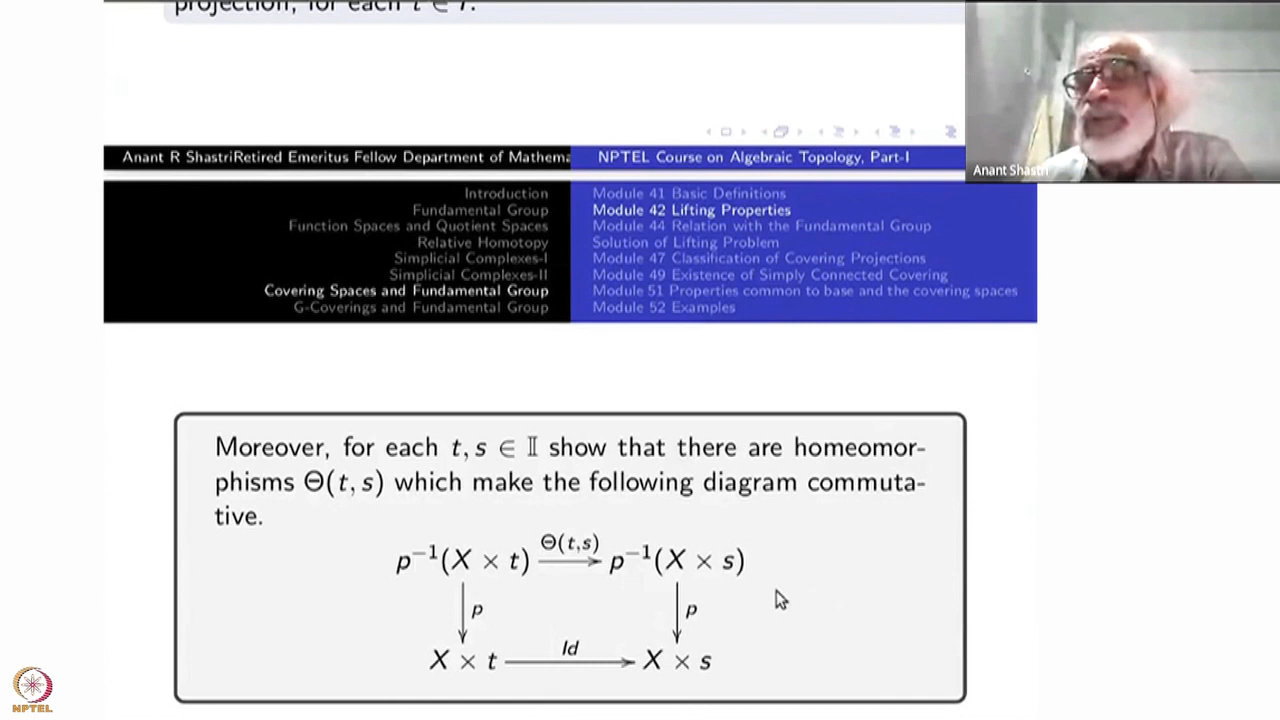 projection, for each t ∈ I.
Anant Shastri
Anant R ShastriRetired Emeritus Fellow Department of Mathema
NPTEL Course on Algebraic Topology, Part-I
Introduction
Fundamental Group
Function Spaces and Quotient Spaces
Relative Homotopy
Simplicial Complexes-I
Simplicial Complexes-II
Covering Spaces and Fundamental Group
G-Coverings and Fundamental Group
Module 41 Basic Definitions
Module 42 Lifting Properties
Module 44 Relation with the Fundamental Group
Solution of Lifting Problem
Module 47 Classification of Covering Projections
Module 49 Existence of Simply Connected Covering
Module 51 Properties common to base and the covering spaces
Module 52 Examples
Moreover, for each t, s ∈ 𝕀 show that there are homeomor-
phisms Θ(t, s) which make the following diagram commuta-
tive.
Θ(t,s)
p⁻¹(X × t) → p⁻¹(X × s)
p p
Id
X × t → X × s
NPTEL